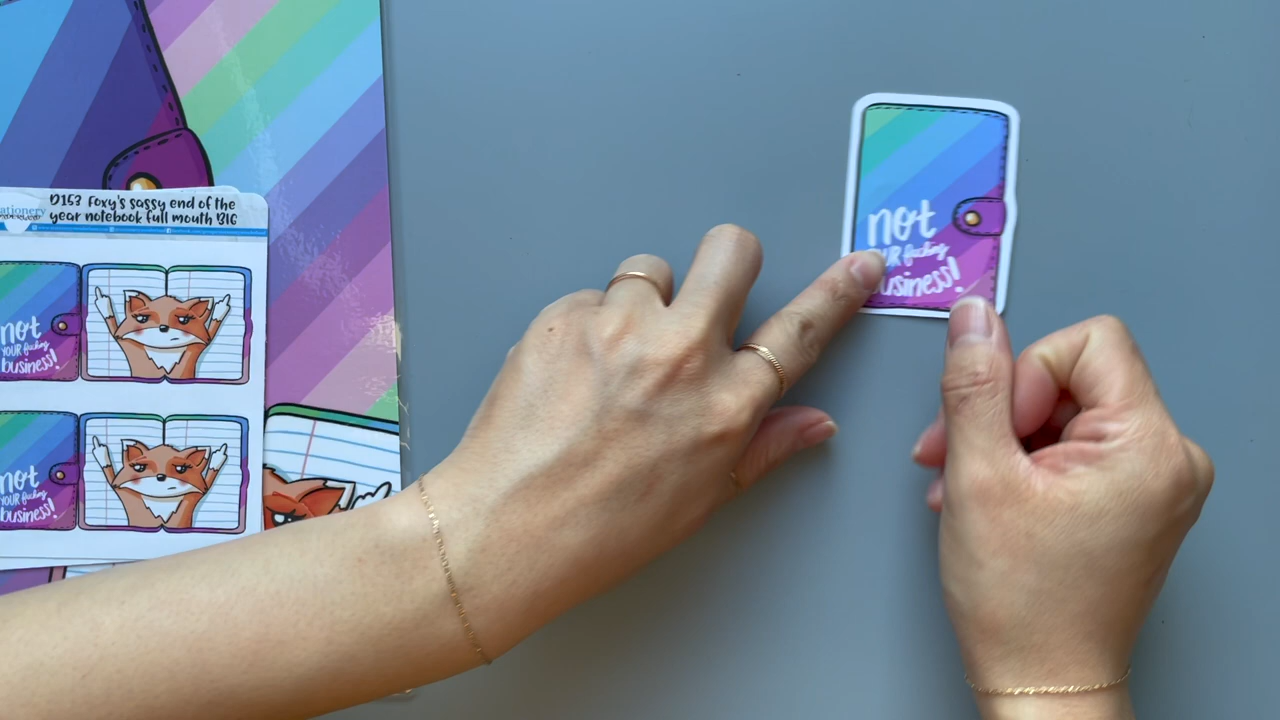 D153 Foxy's sassy end of the
year notebook full mouth B16
not
YOUR fucking
business!
not
YOUR fucking
business!
not
fucking
business!